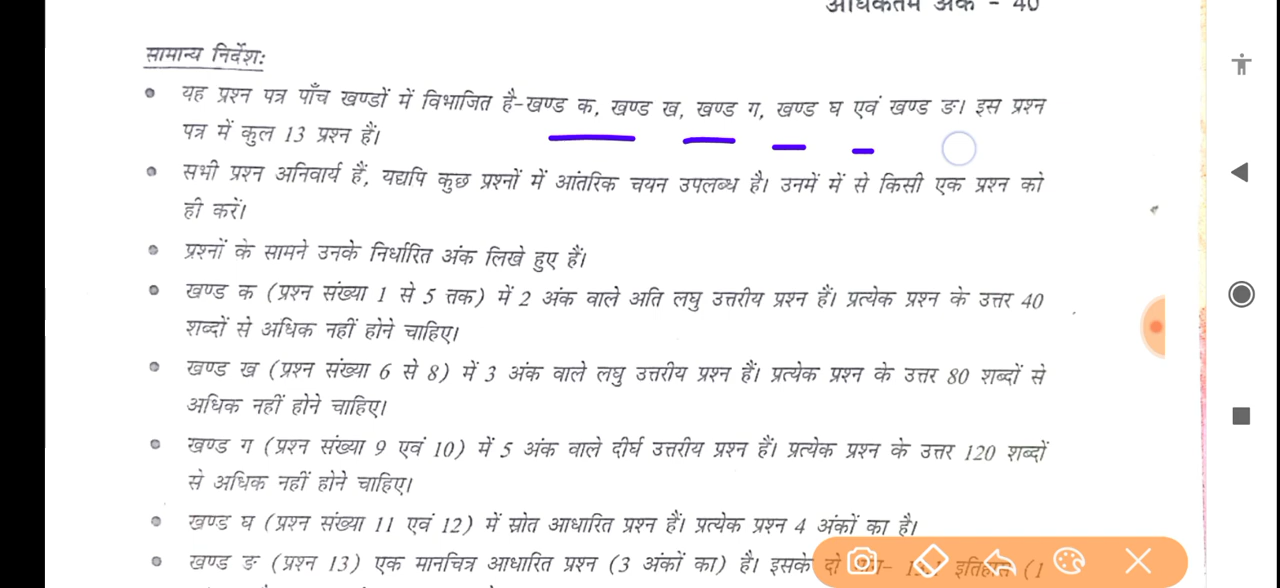 अधिकतम अंक - 40
सामान्य निर्देश:
यह प्रश्न पत्र पाँच खण्डों में विभाजित है-खण्ड क, खण्ड ख, खण्ड ग, खण्ड घ एवं खण्ड ङ। इस प्रश्न
पत्र में कुल 13 प्रश्न हैं।
सभी प्रश्न अनिवार्य हैं, यद्यपि कुछ प्रश्नों में आंतरिक चयन उपलब्ध है। उनमें में से किसी एक प्रश्न को
ही करें।
प्रश्नों के सामने उनके निर्धारित अंक लिखे हुए हैं।
खण्ड क (प्रश्न संख्या 1 से 5 तक) में 2 अंक वाले अति लघु उत्तरीय प्रश्न हैं। प्रत्येक प्रश्न के उत्तर 40
शब्दों से अधिक नहीं होने चाहिए।
खण्ड ख (प्रश्न संख्या 6 से 8) में 3 अंक वाले लघु उत्तरीय प्रश्न हैं। प्रत्येक प्रश्न के उत्तर 80 शब्दों से
अधिक नहीं होने चाहिए।
खण्ड ग (प्रश्न संख्या 9 एवं 10) में 5 अंक वाले दीर्घ उत्तरीय प्रश्न हैं। प्रत्येक प्रश्न के उत्तर 120 शब्दों
से अधिक नहीं होने चाहिए।
खण्ड घ (प्रश्न संख्या 11 एवं 12) में स्रोत आधारित प्रश्न हैं। प्रत्येक प्रश्न 4 अंकों का है।
खण्ड ङ (प्रश्न 13) एक मानचित्र आधारित प्रश्न (3 अंकों का) है। इसके दो इतिहास (1